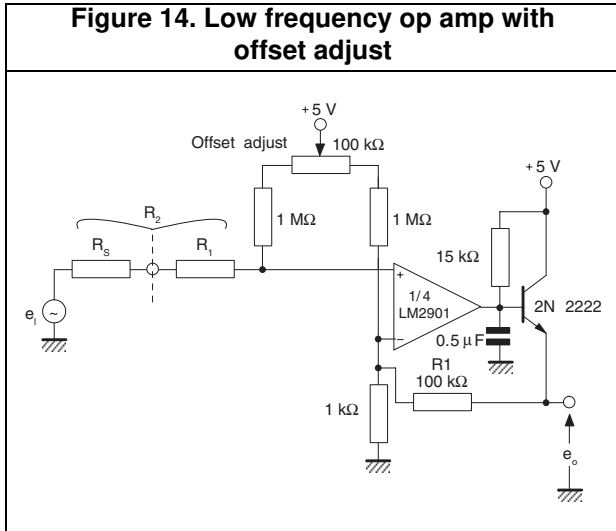 Figure 14. Low frequency op amp with
offset adjust
+5 V
Offset adjust 100 kΩ
+5 V
R2
1 MΩ
1 MΩ
RS
R1
15 kΩ
+
1/4
LM2901
2N 2222
eI
~
−
0.5 μF
R1
100 kΩ
1 kΩ
eo